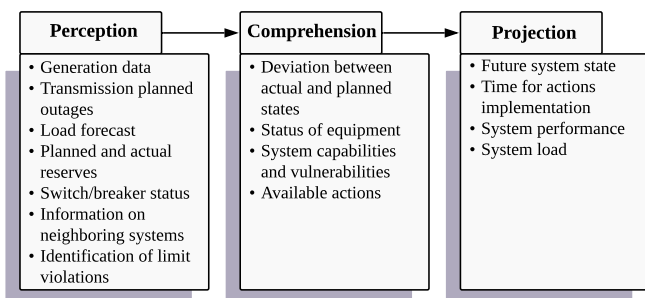 Perception
• Generation data
• Transmission planned
outages
• Load forecast
• Planned and actual
reserves
• Switch/breaker status
• Information on
neighboring systems
• Identification of limit
violations
Comprehension
• Deviation between
actual and planned
states
• Status of equipment
• System capabilities
and vulnerabilities
• Available actions
Projection
• Future system state
• Time for actions
implementation
• System performance
• System load